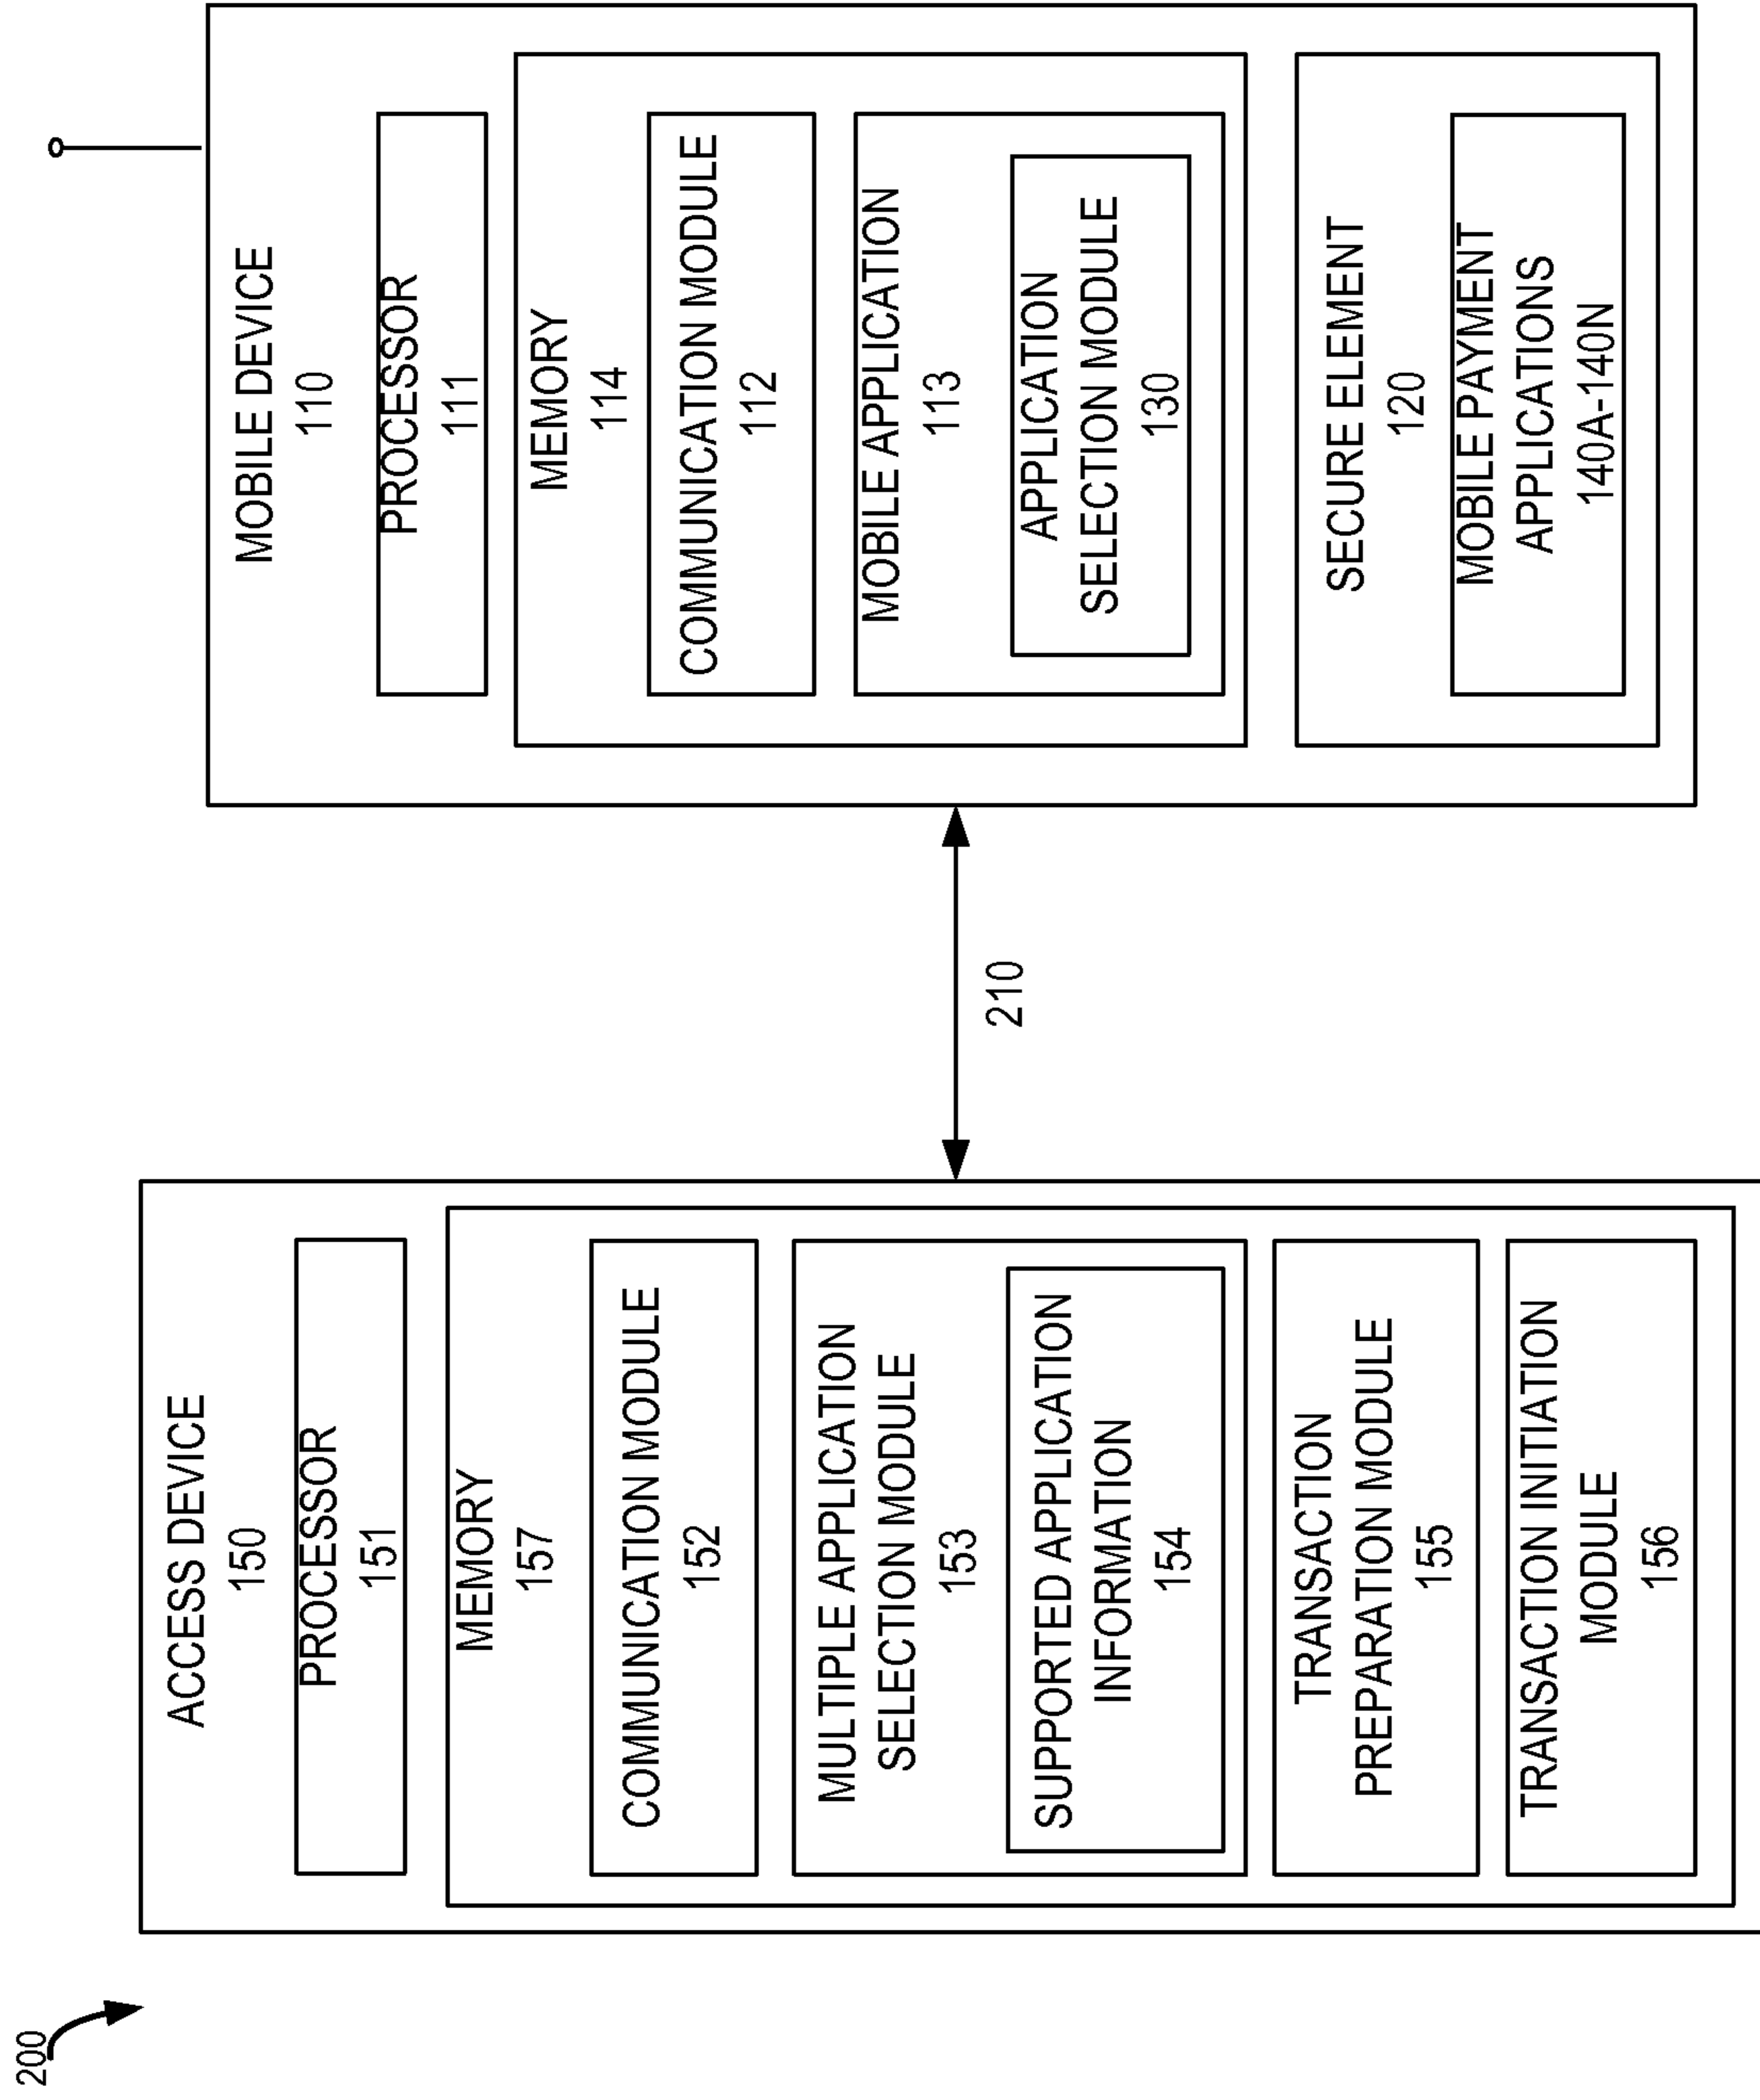 200
ACCESS DEVICE
150
PROCESSOR
151
MEMORY
157
COMMUNICATION MODULE
152
MULTIPLE APPLICATION
SELECTION MODULE
153
SUPPORTED APPLICATION
INFORMATION
154
TRANSACTION
PREPARATION MODULE
155
TRANSACTION INITIATION
MODULE
156
210
MOBILE DEVICE
110
PROCESSOR
111
MEMORY
114
COMMUNICATION MODULE
112
MOBILE APPLICATION
113
APPLICATION
SELECTION MODULE
130
SECURE ELEMENT
120
MOBILE PAYMENT
APPLICATIONS
140A-140N